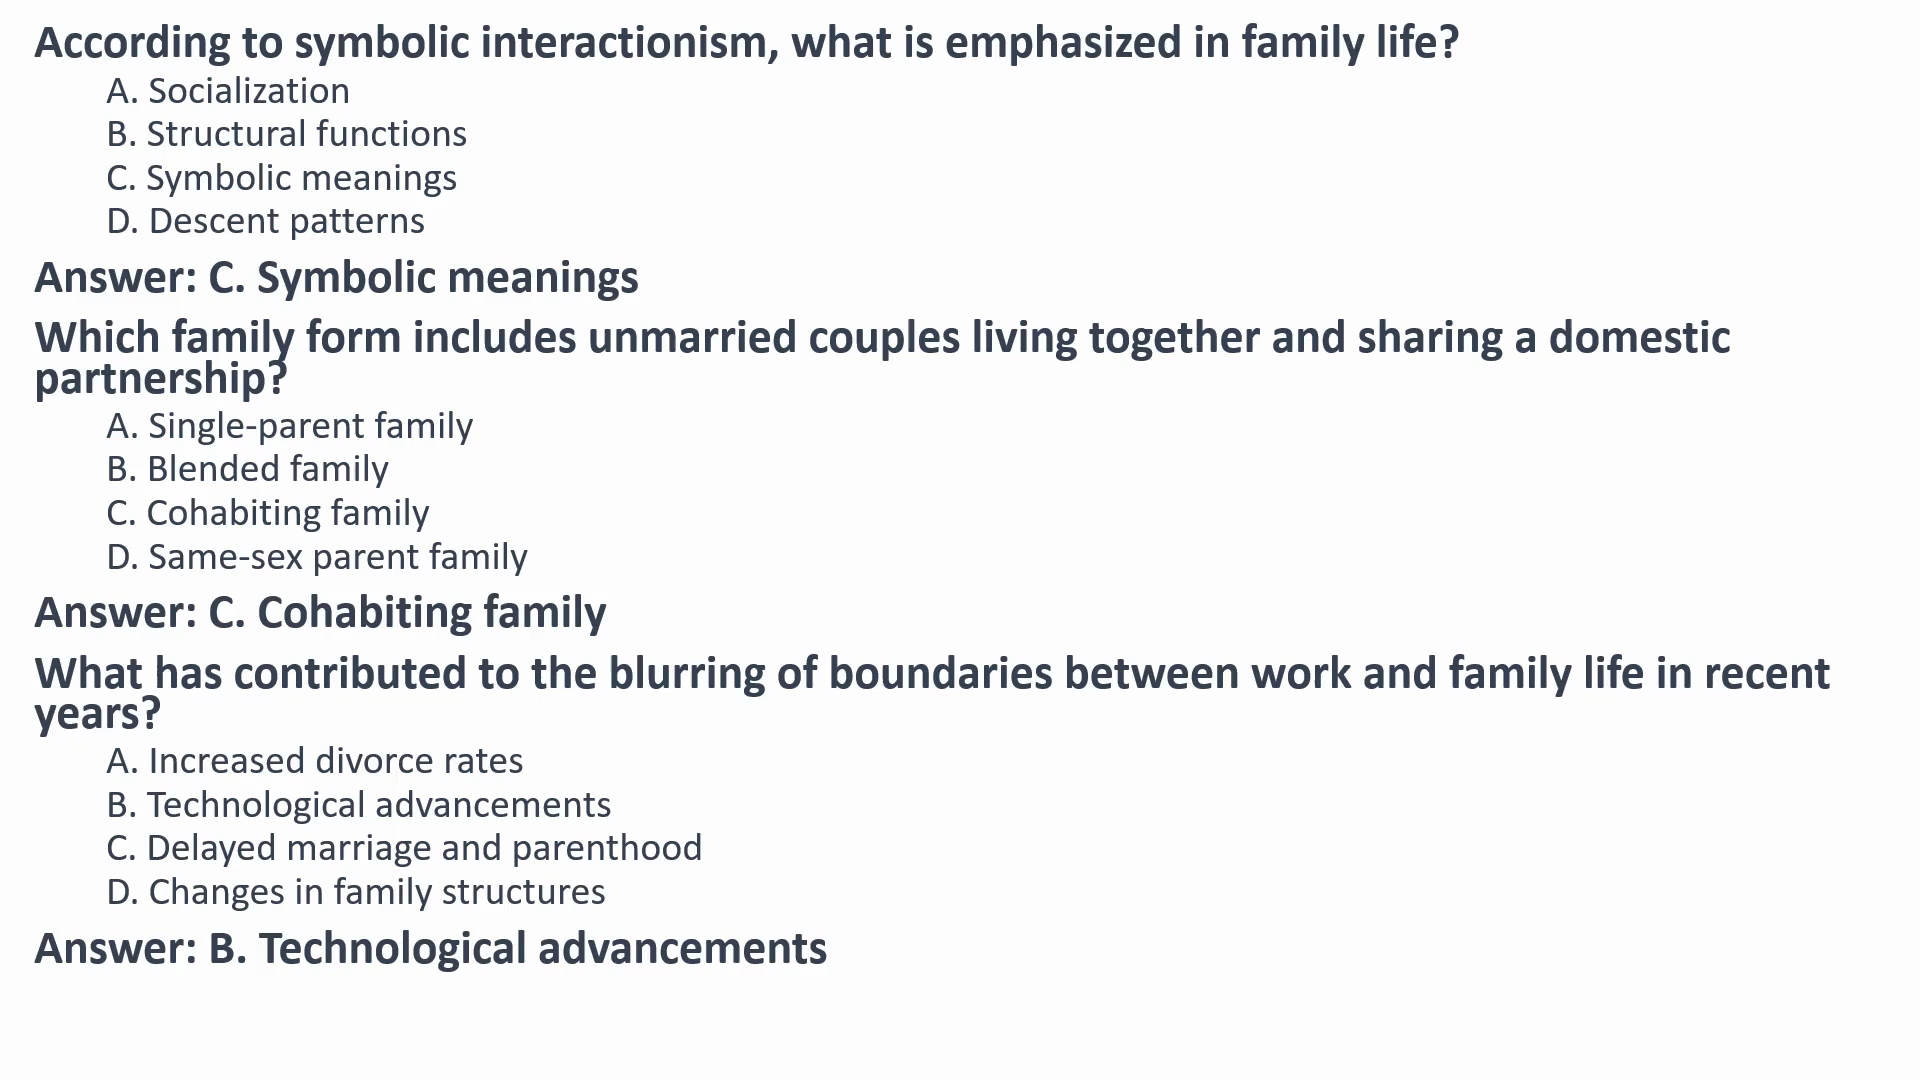 According to symbolic interactionism, what is emphasized in family life?
A. Socialization
B. Structural functions
C. Symbolic meanings
D. Descent patterns
Answer: C. Symbolic meanings
Which family form includes unmarried couples living together and sharing a domestic
partnership?
A. Single-parent family
B. Blended family
C. Cohabiting family
D. Same-sex parent family
Answer: C. Cohabiting family
What has contributed to the blurring of boundaries between work and family life in recent
years?
A. Increased divorce rates
B. Technological advancements
C. Delayed marriage and parenthood
D. Changes in family structures
Answer: B. Technological advancements